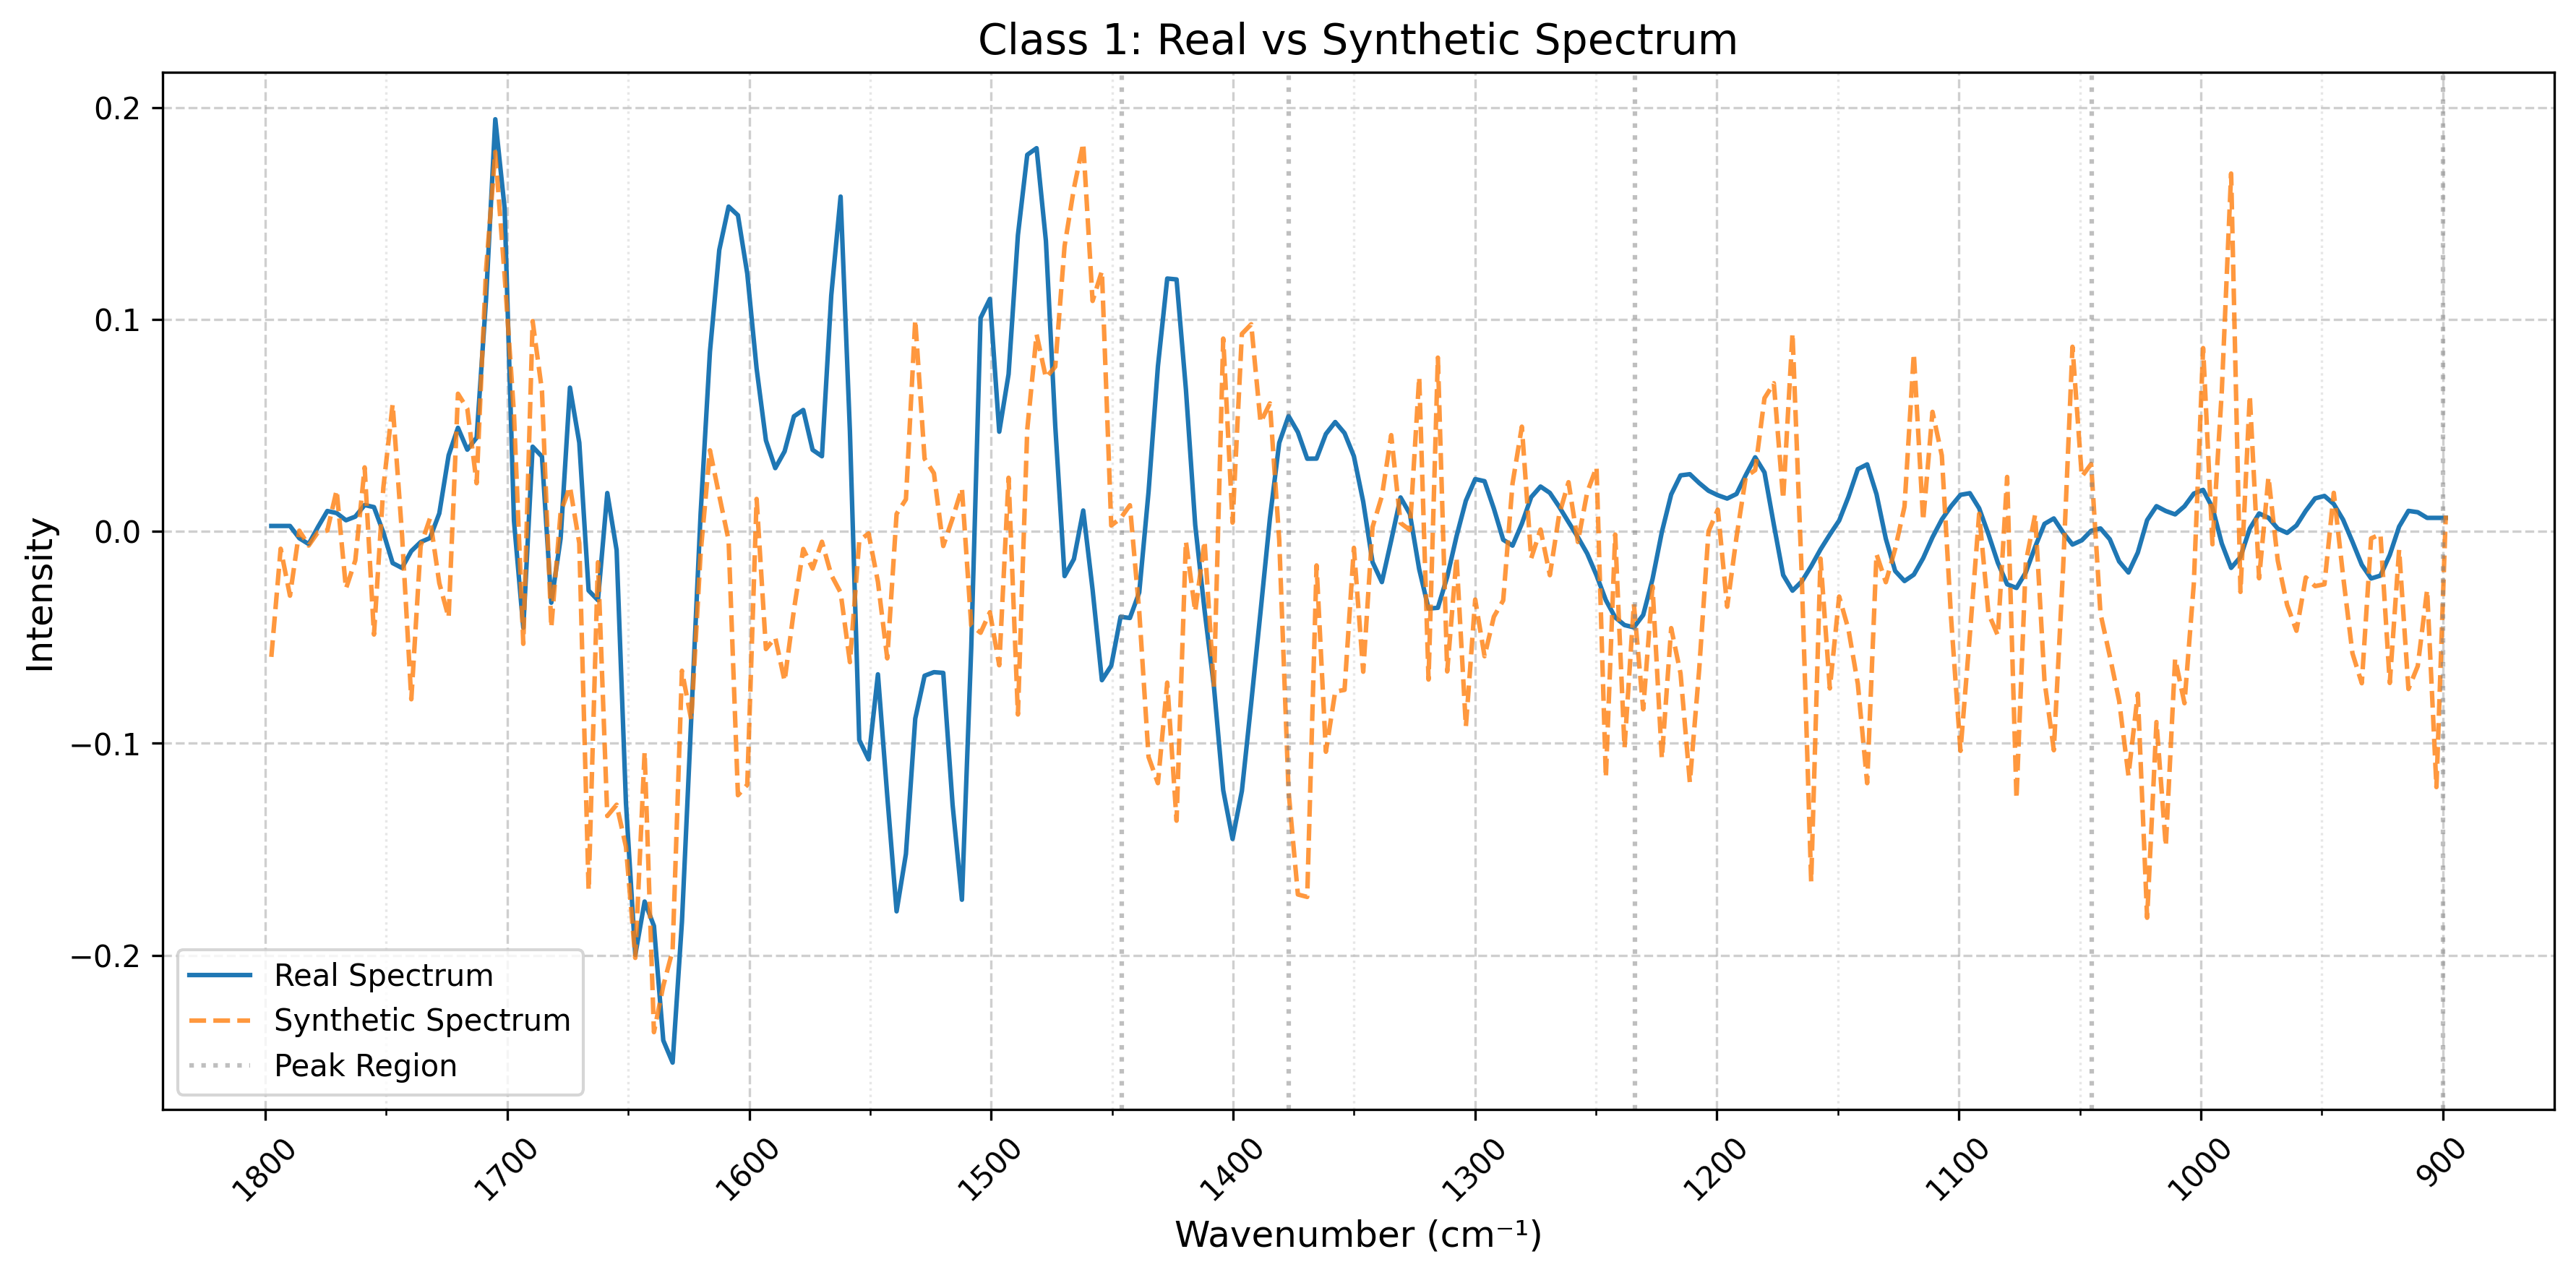 Class 1: Real vs Synthetic Spectrum
Intensity
0.2
0.1
0.0
−0.1
−0.2
Real Spectrum
Synthetic Spectrum
Peak Region
1800 1700 1600 1500 1400 1300 1200 1100 1000 900
Wavenumber (cm⁻¹)